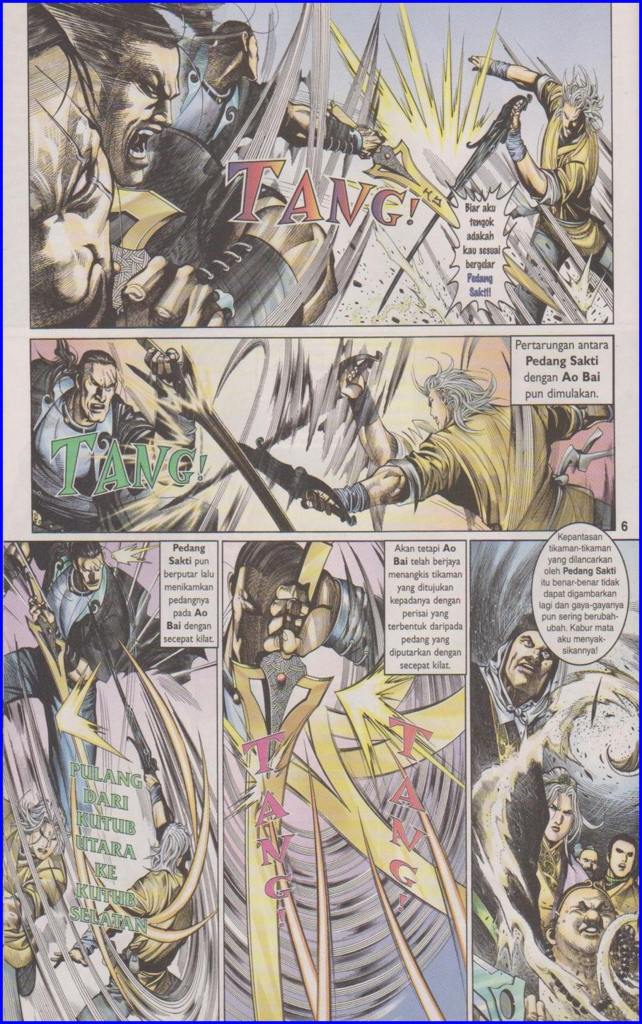 TANG!
Biar aku
tengok
adakah
kau sesuai
bergelar
Pedang
Sakti!!
Pertarungan antara
Pedang Sakti
dengan Ao Bai
pun dimulakan.
TANG!
6
Pedang
Sakti pun
berputar lalu
menikamkan
pedangnya
pada Ao
Bai dengan
secepat kilat.
PULANG
DARI
KUTUB
UTARA KE
KUTUB
SELATAN
Akan tetapi Ao
Bai telah berjaya
menangkis tikaman
yang ditujukan
kepadanya dengan
perisai yang
terbentuk daripada
pedang yang
diputarkan dengan
secepat kilat.
TANG!
TANG!
Kepantasan
tikaman-tikaman
yang dilancarkan
oleh Pedang Sakti
itu benar-benar tidak
dapat digambarkan
lagi dan gaya-gayanya
pun sering berubah-
ubah. Kabur mata
aku menyak-
sikannya!